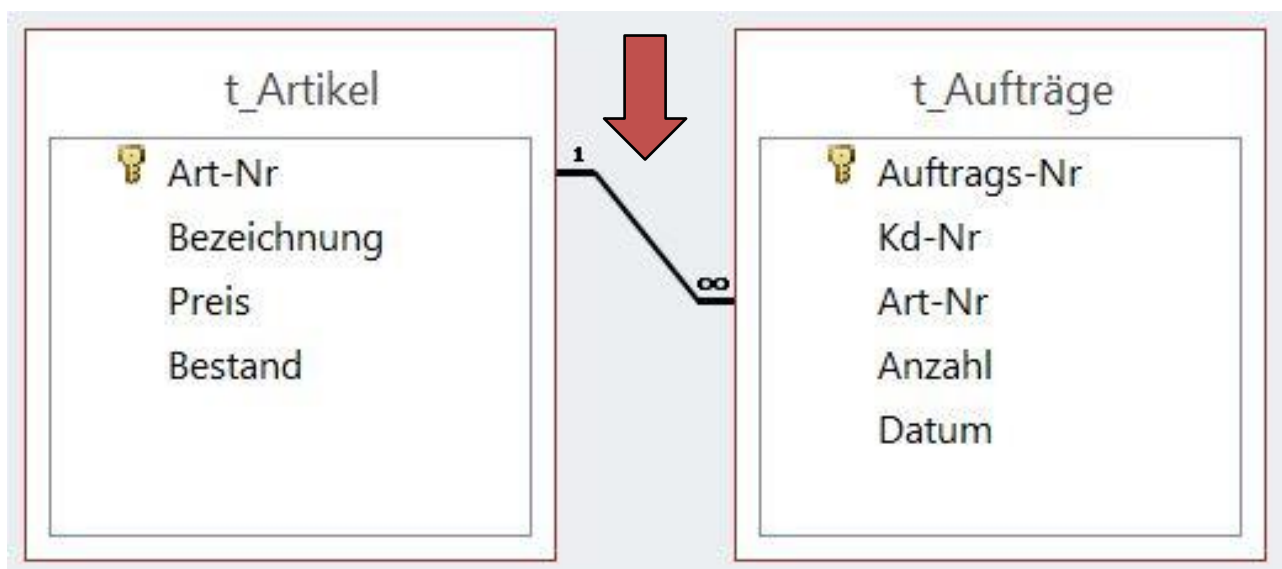 t_Artikel
Art-Nr
Bezeichnung
Preis
Bestand
1
∞
t_Aufträge
Auftrags-Nr
Kd-Nr
Art-Nr
Anzahl
Datum